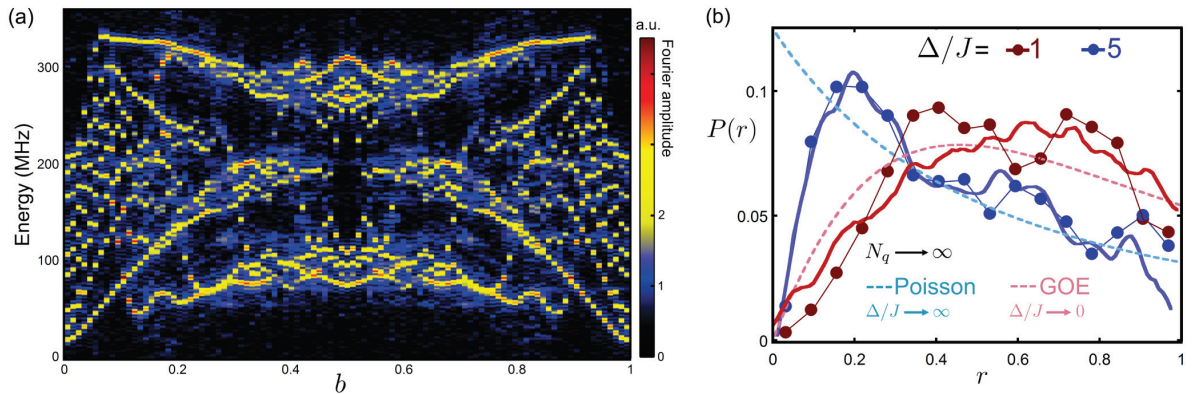 (a)
a.u.
Energy (MHz)
300
200
100
0
0
0.2
0.4
0.6
0.8
1
b
Fourier amplitude
2
1
0
(b)
Δ/J = 1 5
P(r)
0.1
0.05
0
N_q → ∞
Poisson GOE
Δ/J → ∞ Δ/J → 0
0
0.2
0.4
0.6
0.8
1
r